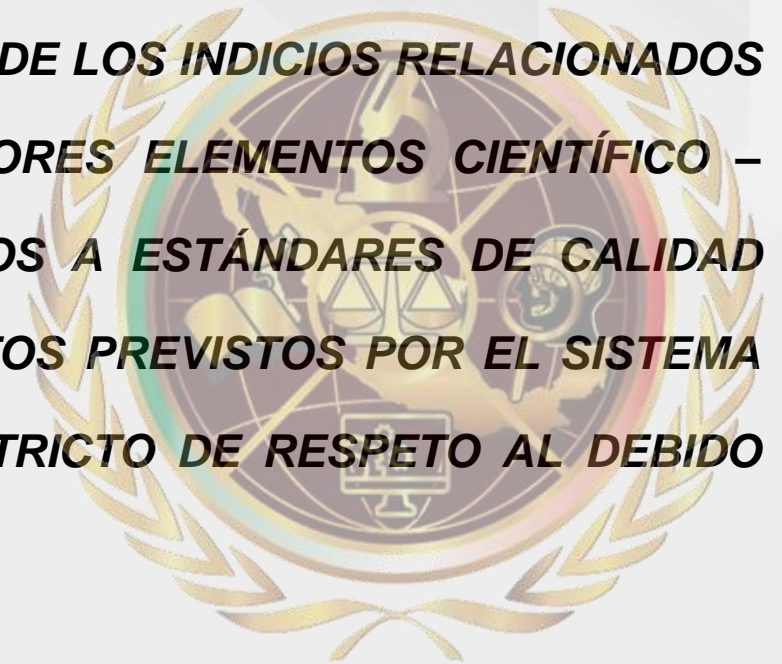 DE LOS INDICIOS RELACIONADOS
ORES ELEMENTOS CIENTÍFICO –
OS A ESTÁNDARES DE CALIDAD
TOS PREVISTOS POR EL SISTEMA
TRICTO DE RESPETO AL DEBIDO